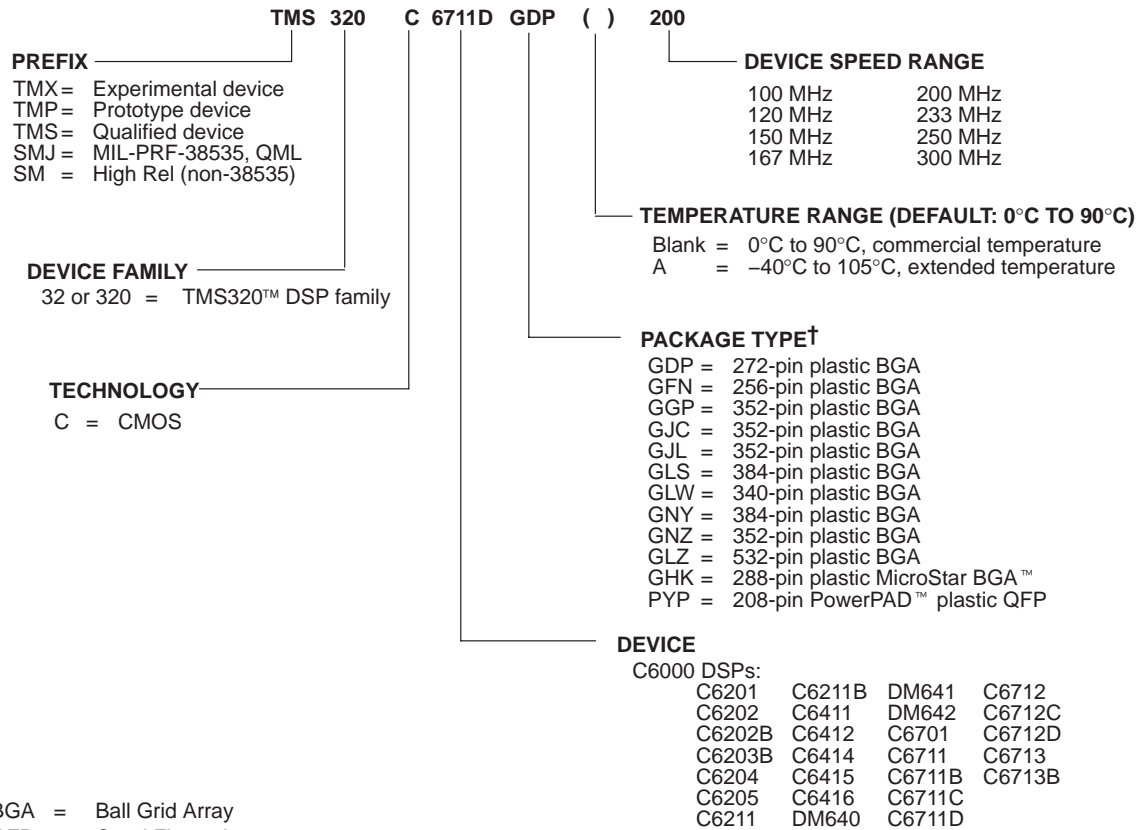 TMS 320 C 6711D GDP ( ) 200
PREFIX
TMX = Experimental device
TMP = Prototype device
TMS = Qualified device
SMJ = MIL-PRF-38535, QML
SM = High Rel (non-38535)
DEVICE SPEED RANGE
100 MHz 200 MHz
120 MHz 233 MHz
150 MHz 250 MHz
167 MHz 300 MHz
TEMPERATURE RANGE (DEFAULT: 0°C TO 90°C)
Blank = 0°C to 90°C, commercial temperature
A = −40°C to 105°C, extended temperature
DEVICE FAMILY
32 or 320 = TMS320™ DSP family
PACKAGE TYPE†
GDP = 272-pin plastic BGA
GFN = 256-pin plastic BGA
GGP = 352-pin plastic BGA
GJC = 352-pin plastic BGA
GJL = 352-pin plastic BGA
GLS = 384-pin plastic BGA
GLW = 340-pin plastic BGA
GNY = 384-pin plastic BGA
GNZ = 352-pin plastic BGA
GLZ = 532-pin plastic BGA
GHK = 288-pin plastic MicroStar BGA™
PYP = 208-pin PowerPAD™ plastic QFP
TECHNOLOGY
C = CMOS
DEVICE
C6000 DSPs:
C6201 C6211B DM641 C6712
C6202 C6411 DM642 C6712C
C6202B C6412 C6701 C6712D
C6203B C6414 C6711 C6713
C6204 C6415 C6711B C6713B
C6205 C6416 C6711C
C6211 DM640 C6711D
BGA = Ball Grid Array